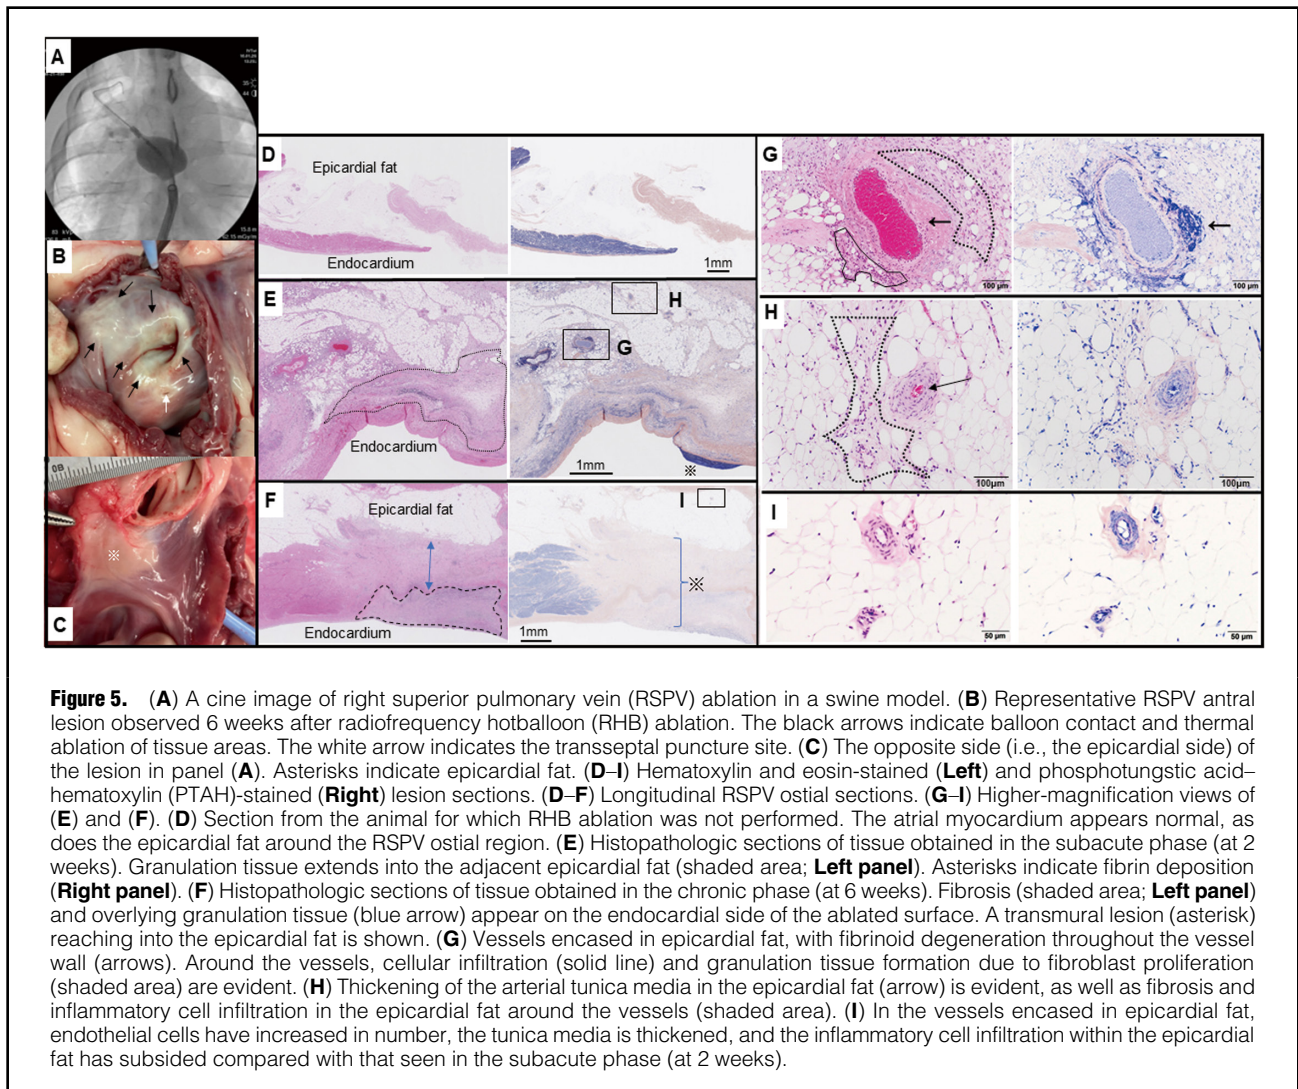 A
B
0B
※
C
D
Epicardial fat
Endocardium
1mm
E
H
G
Endocardium
1mm
※
F
Epicardial fat
I
※
Endocardium
1mm
G
100 µm
100 µm
H
100µm
100µm
I
50 µm
50 µm
Figure 5. (A) A cine image of right superior pulmonary vein (RSPV) ablation in a swine model. (B) Representative RSPV antral
lesion observed 6 weeks after radiofrequency hotballoon (RHB) ablation. The black arrows indicate balloon contact and thermal
ablation of tissue areas. The white arrow indicates the transseptal puncture site. (C) The opposite side (i.e., the epicardial side) of
the lesion in panel (A). Asterisks indicate epicardial fat. (D–I) Hematoxylin and eosin-stained (Left) and phosphotungstic acid–
hematoxylin (PTAH)-stained (Right) lesion sections. (D–F) Longitudinal RSPV ostial sections. (G–I) Higher-magnification views of
(E) and (F). (D) Section from the animal for which RHB ablation was not performed. The atrial myocardium appears normal, as
does the epicardial fat around the RSPV ostial region. (E) Histopathologic sections of tissue obtained in the subacute phase (at 2
weeks). Granulation tissue extends into the adjacent epicardial fat (shaded area; Left panel). Asterisks indicate fibrin deposition
(Right panel). (F) Histopathologic sections of tissue obtained in the chronic phase (at 6 weeks). Fibrosis (shaded area; Left panel)
and overlying granulation tissue (blue arrow) appear on the endocardial side of the ablated surface. A transmural lesion (asterisk)
reaching into the epicardial fat is shown. (G) Vessels encased in epicardial fat, with fibrinoid degeneration throughout the vessel
wall (arrows). Around the vessels, cellular infiltration (solid line) and granulation tissue formation due to fibroblast proliferation
(shaded area) are evident. (H) Thickening of the arterial tunica media in the epicardial fat (arrow) is evident, as well as fibrosis and
inflammatory cell infiltration in the epicardial fat around the vessels (shaded area). (I) In the vessels encased in epicardial fat,
endothelial cells have increased in number, the tunica media is thickened, and the inflammatory cell infiltration within the epicardial
fat has subsided compared with that seen in the subacute phase (at 2 weeks).